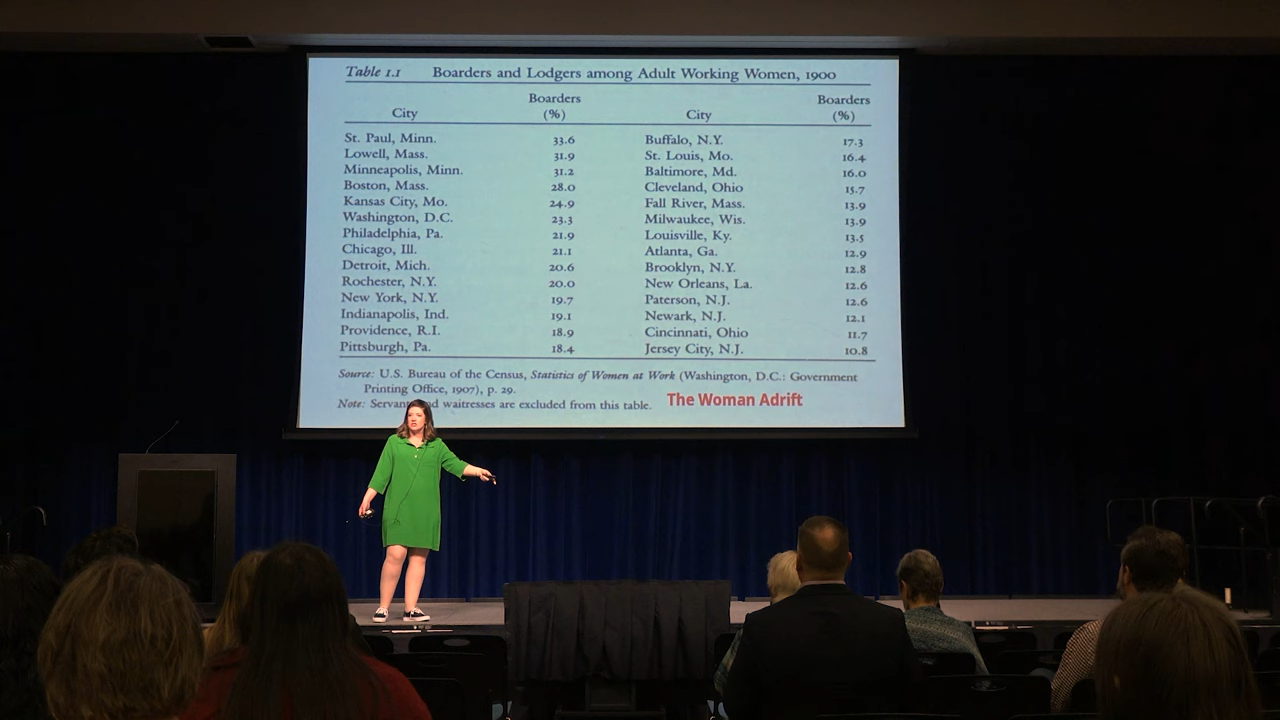 Table 1.1 Boarders and Lodgers among Adult Working Women, 1900
City Boarders (%) City Boarders (%)
St. Paul, Minn. 33.6 Buffalo, N.Y. 17.3
Lowell, Mass. 31.9 St. Louis, Mo. 16.4
Minneapolis, Minn. 31.2 Baltimore, Md. 16.0
Boston, Mass. 28.0 Cleveland, Ohio 15.7
Kansas City, Mo. 24.9 Fall River, Mass. 13.9
Washington, D.C. 23.3 Milwaukee, Wis. 13.9
Philadelphia, Pa. 21.9 Louisville, Ky. 13.5
Chicago, Ill. 21.1 Atlanta, Ga. 12.9
Detroit, Mich. 20.6 Brooklyn, N.Y. 12.8
Rochester, N.Y. 20.0 New Orleans, La. 12.6
New York, N.Y. 19.7 Paterson, N.J. 12.6
Indianapolis, Ind. 19.1 Newark, N.J. 12.1
Providence, R.I. 18.9 Cincinnati, Ohio 11.7
Pittsburgh, Pa. 18.4 Jersey City, N.J. 10.8
Source: U.S. Bureau of the Census, Statistics of Women at Work (Washington, D.C.: Government
Printing Office, 1907), p. 29.
Note: waitresses are excluded from this table. The Woman Adrift